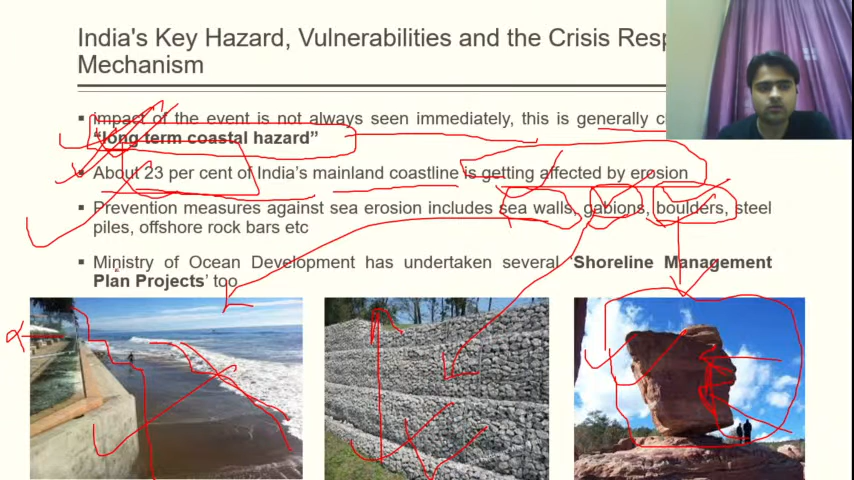 India's Key Hazard, Vulnerabilities and the Crisis Resp
Mechanism
▪ impact of the event is not always seen immediately, this is generally c
“long term coastal hazard”
▪ About 23 per cent of India’s mainland coastline is getting affected by erosion
▪ Prevention measures against sea erosion includes sea walls, gabions, boulders, steel
piles, offshore rock bars etc
▪ Ministry of Ocean Development has undertaken several ‘Shoreline Management
Plan Projects’ too